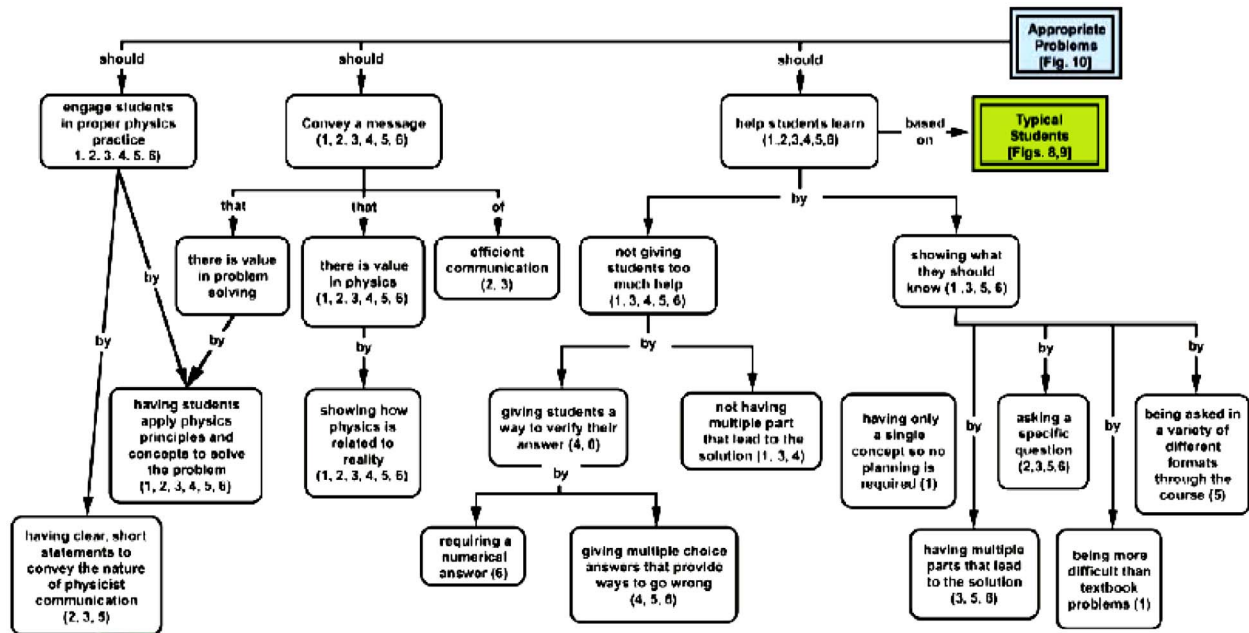 Appropriate
Problems
[Fig. 10]
should
should
should
engage students
in proper physics
practice
1, 2, 3, 4, 5, 6)
Convey a message
(1, 2, 3, 4, 5, 6)
help students learn
(1,2,3,4,5,6)
based
on
Typical
Students
[Figs. 8,9]
that
that
of
by
there is value
in problem
solving
there is value
in physics
(1, 2, 3, 4, 5, 6)
efficient
communication
(2, 3)
not giving
students too
much help
(1, 3, 4, 5, 6)
showing what
they should
know (1 ,3, 5, 6)
by
by
by
by
by
by
by
by
by
having students
apply physics
principles and
concepts to solve
the problem
(1, 2, 3, 4, 5, 6)
showing how
physics is
related to
reality
(1, 2, 3, 4, 5, 6)
giving students a
way to verify their
answer (4, 6)
not having
multiple part
that lead to the
solution (1, 3, 4)
having only
a single
concept so no
planning is
required (1)
asking a
specific
question
(2,3,5,6)
being asked in
a variety of
different
formats
through the
course (5)
by
having clear, short
statements to
convey the nature
of physicist
communication
(2, 3, 5)
requiring a
numerical
answer (6)
giving multiple choice
answers that provide
ways to go wrong
(4, 5, 6)
having multiple
parts that lead
to the solution
(3, 5, 6)
being more
difficult than
textbook
problems (1)